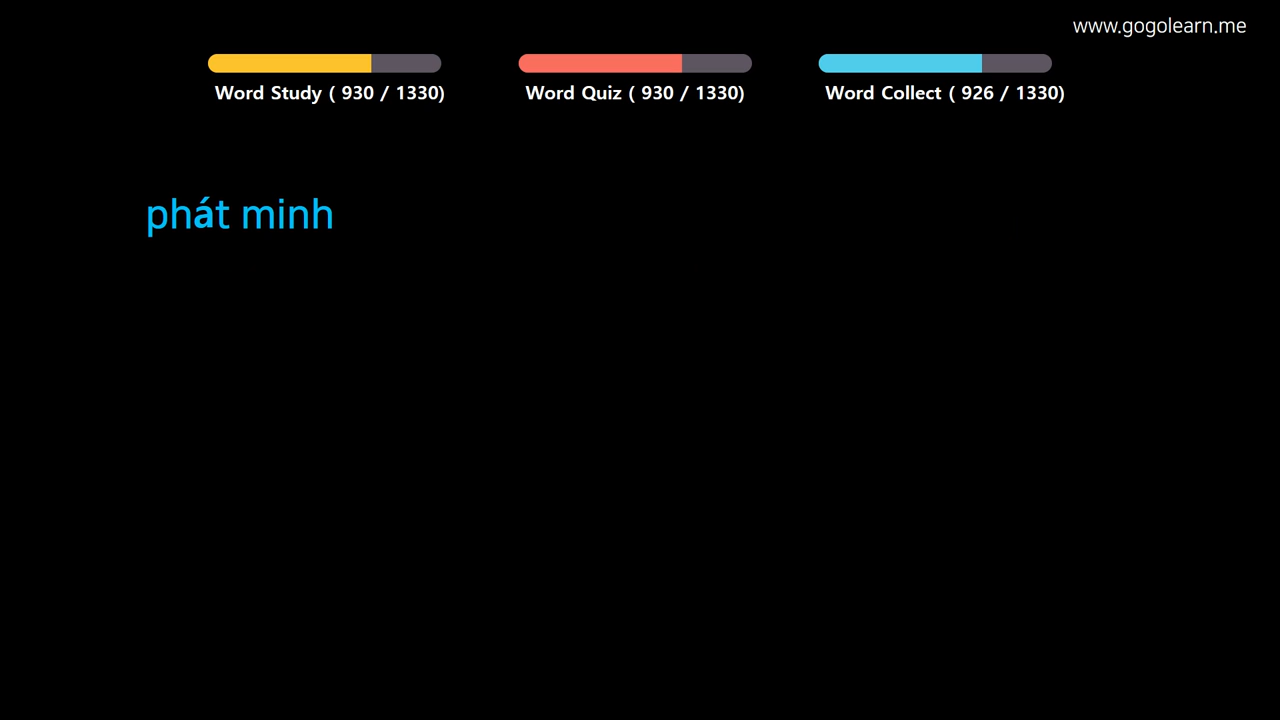 www.gogolearn.me
Word Study ( 930 / 1330)
Word Quiz ( 930 / 1330)
Word Collect ( 926 / 1330)
phát minh